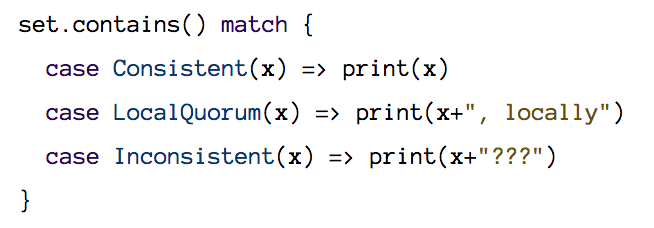 set.contains() match {
  case Consistent(x) => print(x)
  case LocalQuorum(x) => print(x+", locally")
  case Inconsistent(x) => print(x+"???")
}